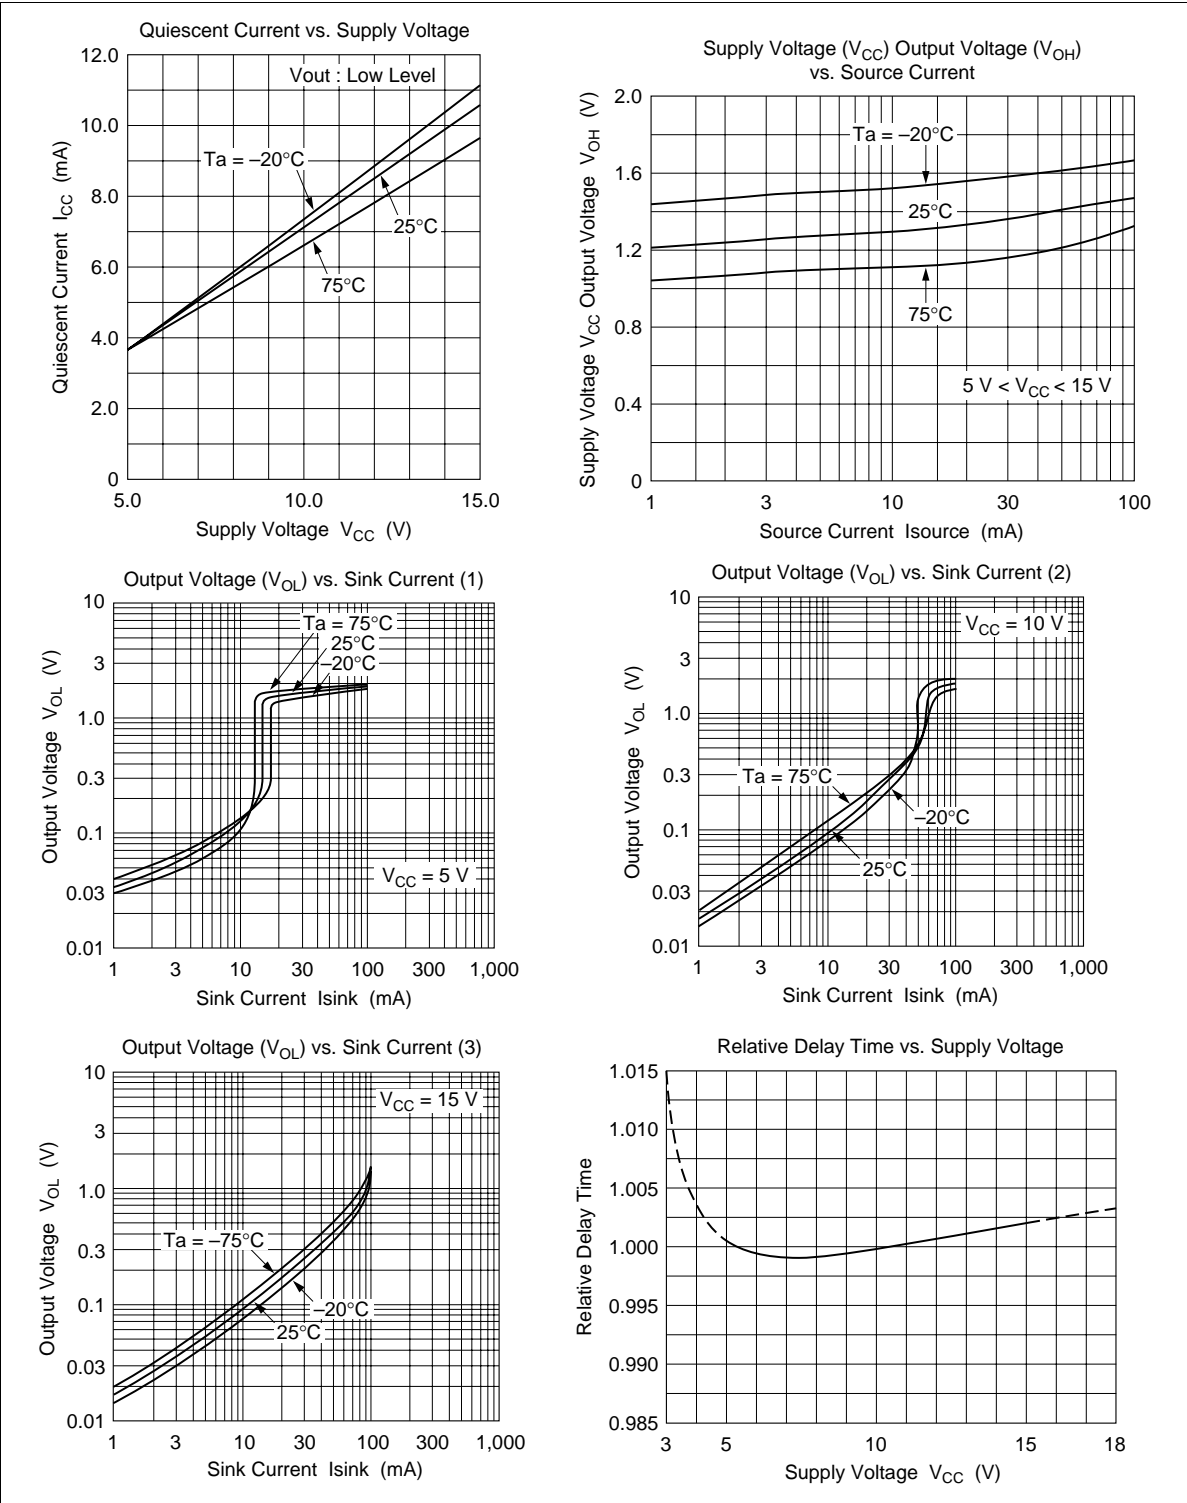 Quiescent Current vs. Supply Voltage
12.0
10.0
8.0
6.0
4.0
2.0
0
Quiescent Current ICC (mA)
Vout : Low Level
Ta = –20°C
25°C
75°C
5.0 10.0 15.0
Supply Voltage VCC (V)
Supply Voltage (VCC) Output Voltage (VOH)
vs. Source Current
2.0
1.6
1.2
0.8
0.4
0
Supply Voltage VCC Output Voltage VOH (V)
Ta = –20°C
25°C
75°C
5 V < VCC < 15 V
1 3 10 30 100
Source Current Isource (mA)
Output Voltage (VOL) vs. Sink Current (1)
10
3
1.0
0.3
0.1
0.03
0.01
Output Voltage VOL (V)
Ta = 75°C
25°C
–20°C
VCC = 5 V
1 3 10 30 100 300 1,000
Sink Current Isink (mA)
Output Voltage (VOL) vs. Sink Current (2)
10
3
1.0
0.3
0.1
0.03
0.01
Output Voltage VOL (V)
VCC = 10 V
Ta = 75°C
–20°C
25°C
1 3 10 30 100 300 1,000
Sink Current Isink (mA)
Output Voltage (VOL) vs. Sink Current (3)
10
3
1.0
0.3
0.1
0.03
0.01
Output Voltage VOL (V)
VCC = 15 V
Ta = –75°C
–20°C
25°C
1 3 10 30 100 300 1,000
Sink Current Isink (mA)
Relative Delay Time vs. Supply Voltage
1.015
1.010
1.005
1.000
0.995
0.990
0.985
Relative Delay Time
3 5 10 15 18
Supply Voltage VCC (V)